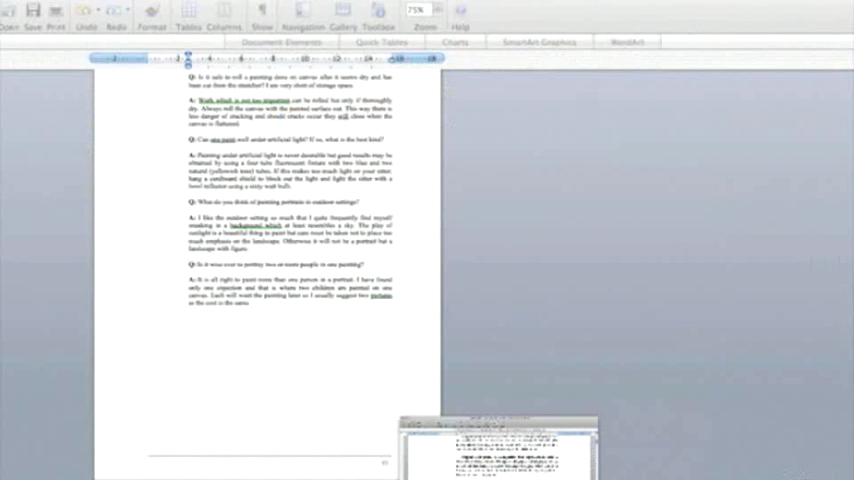 Save Print Undo Redo Format Tables Columns Show Navigation Gallery Toolbox Zoom Help
75%
Document Elements Quick Tables Charts SmartArt Graphics WordArt
2 2 4 6 8 10 12 14 16 18
Q: Is it safe to roll a painting done on canvas after it seems dry and has
been cut from the stretcher? I am very short of storage space.
A: Work which is not too important can be rolled but only if thoroughly
dry. Always roll the canvas with the painted surface out. This way there is
less danger of cracking and should cracks occur they will close when the
canvas is flattened.
Q: Can one paint well under artificial light? If so, what is the best kind?
A: Painting under artificial light is never desirable but good results may be
obtained by using a four tube fluorescent fixture with two blue and two
natural (yellowish tone) tubes. If this makes too much light on your sitter,
hang a cardboard shield to block out the light and light the sitter with a
bowl reflector using a sixty watt bulb.
Q: What do you think of painting portraits in outdoor settings?
A: I like the outdoor setting so much that I quite frequently find myself
sneaking in a background which at least resembles a sky. The play of
sunlight is a beautiful thing to paint but care must be taken not to place too
much emphasis on the landscape. Otherwise it will not be a portrait but a
landscape with figure.
Q: Is it wise ever to portray two or more people in one painting?
A: It is all right to paint more than one person in a portrait. I have found
only one exception and that is where two children are painted on one
canvas. Each will want the painting later so I usually suggest two
as the cost is the same.